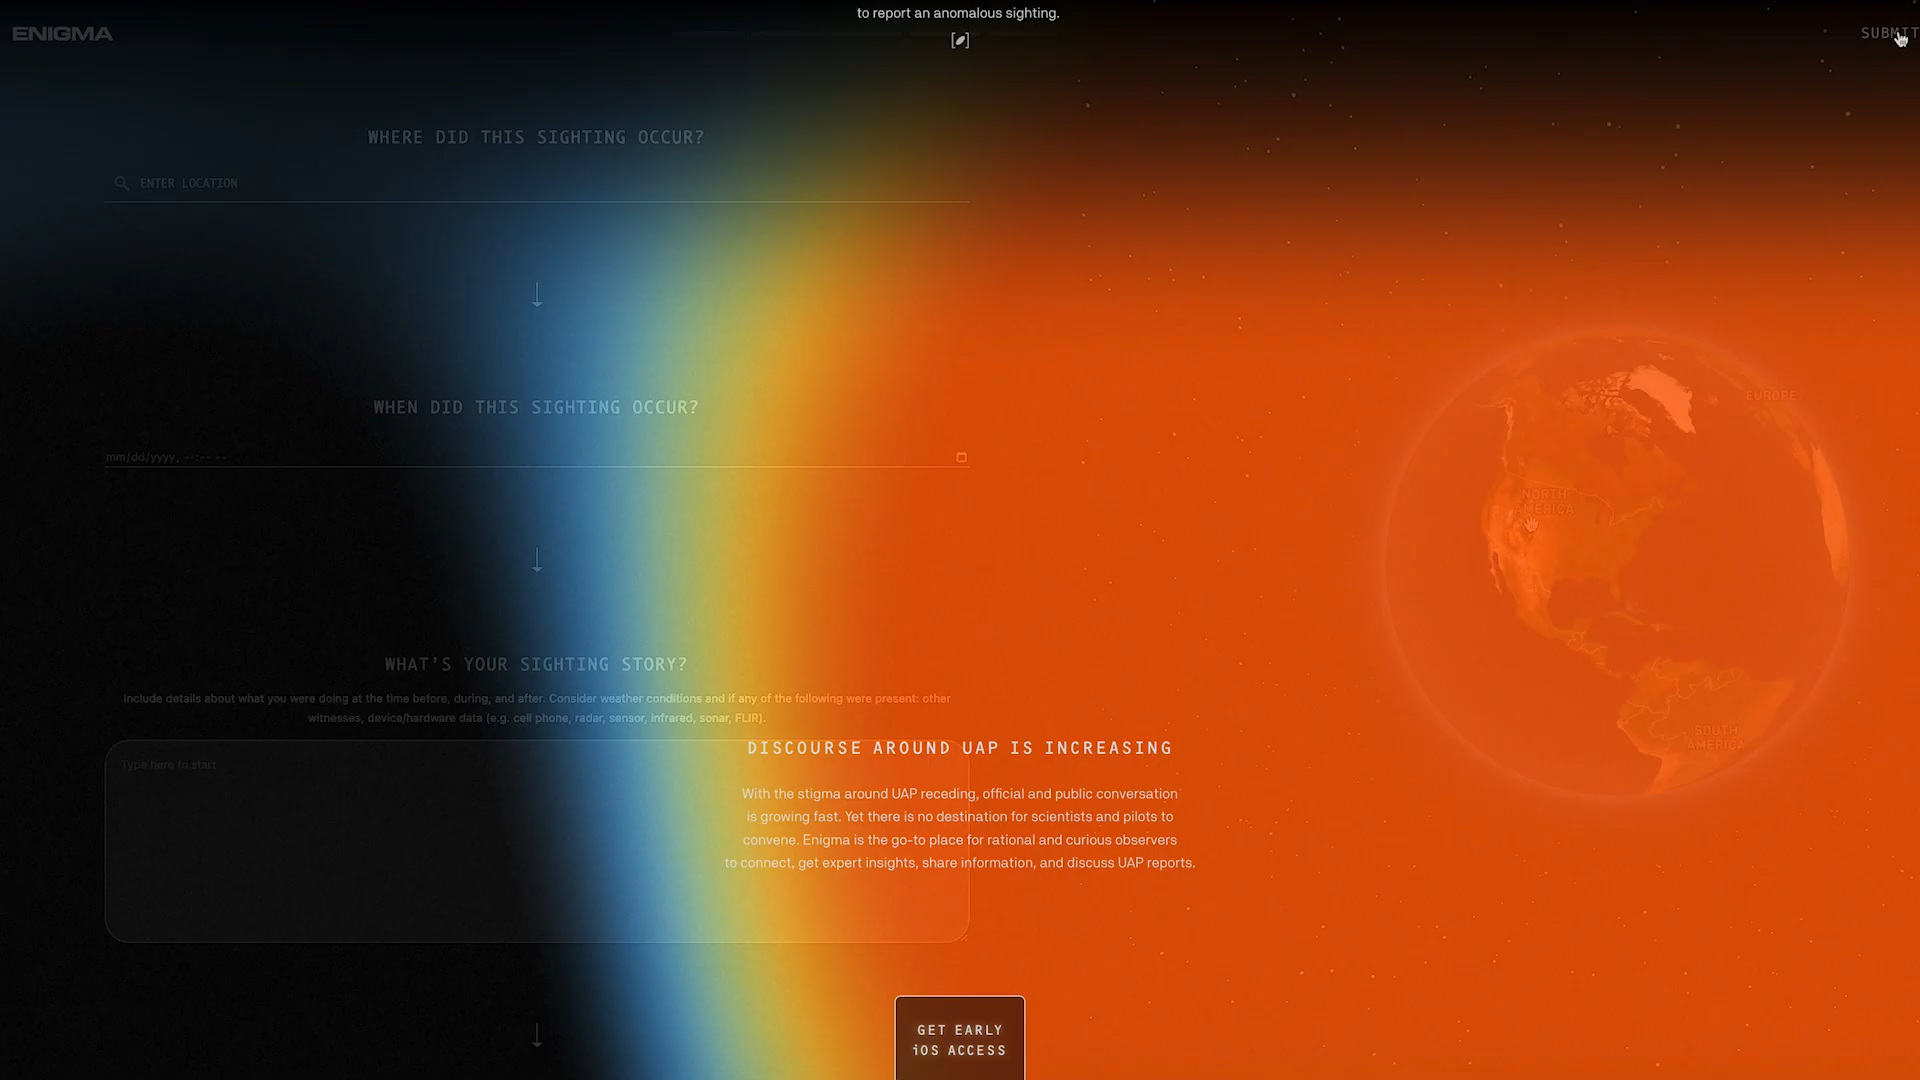 to report an anomalous sighting.
ENIGMA
SUBMIT
WHERE DID THIS SIGHTING OCCUR?
ENTER LOCATION
WHEN DID THIS SIGHTING OCCUR?
mm/dd/yyyy, --:-- --
EUROPE
NORTH
AMERICA
WHAT'S YOUR SIGHTING STORY?
Include details about what you were doing at the time before, during, and after. Consider weather conditions and if any of the following were present: other
witnesses, device/hardware data (e.g. cell phone, radar, sensor, infrared, sonar, FLIR).
Type here to start
SOUTH
AMERICA
DISCOURSE AROUND UAP IS INCREASING
With the stigma around UAP receding, official and public conversation
is growing fast. Yet there is no destination for scientists and pilots to
convene. Enigma is the go-to place for rational and curious observers
to connect, get expert insights, share information, and discuss UAP reports.
GET EARLY
iOS ACCESS